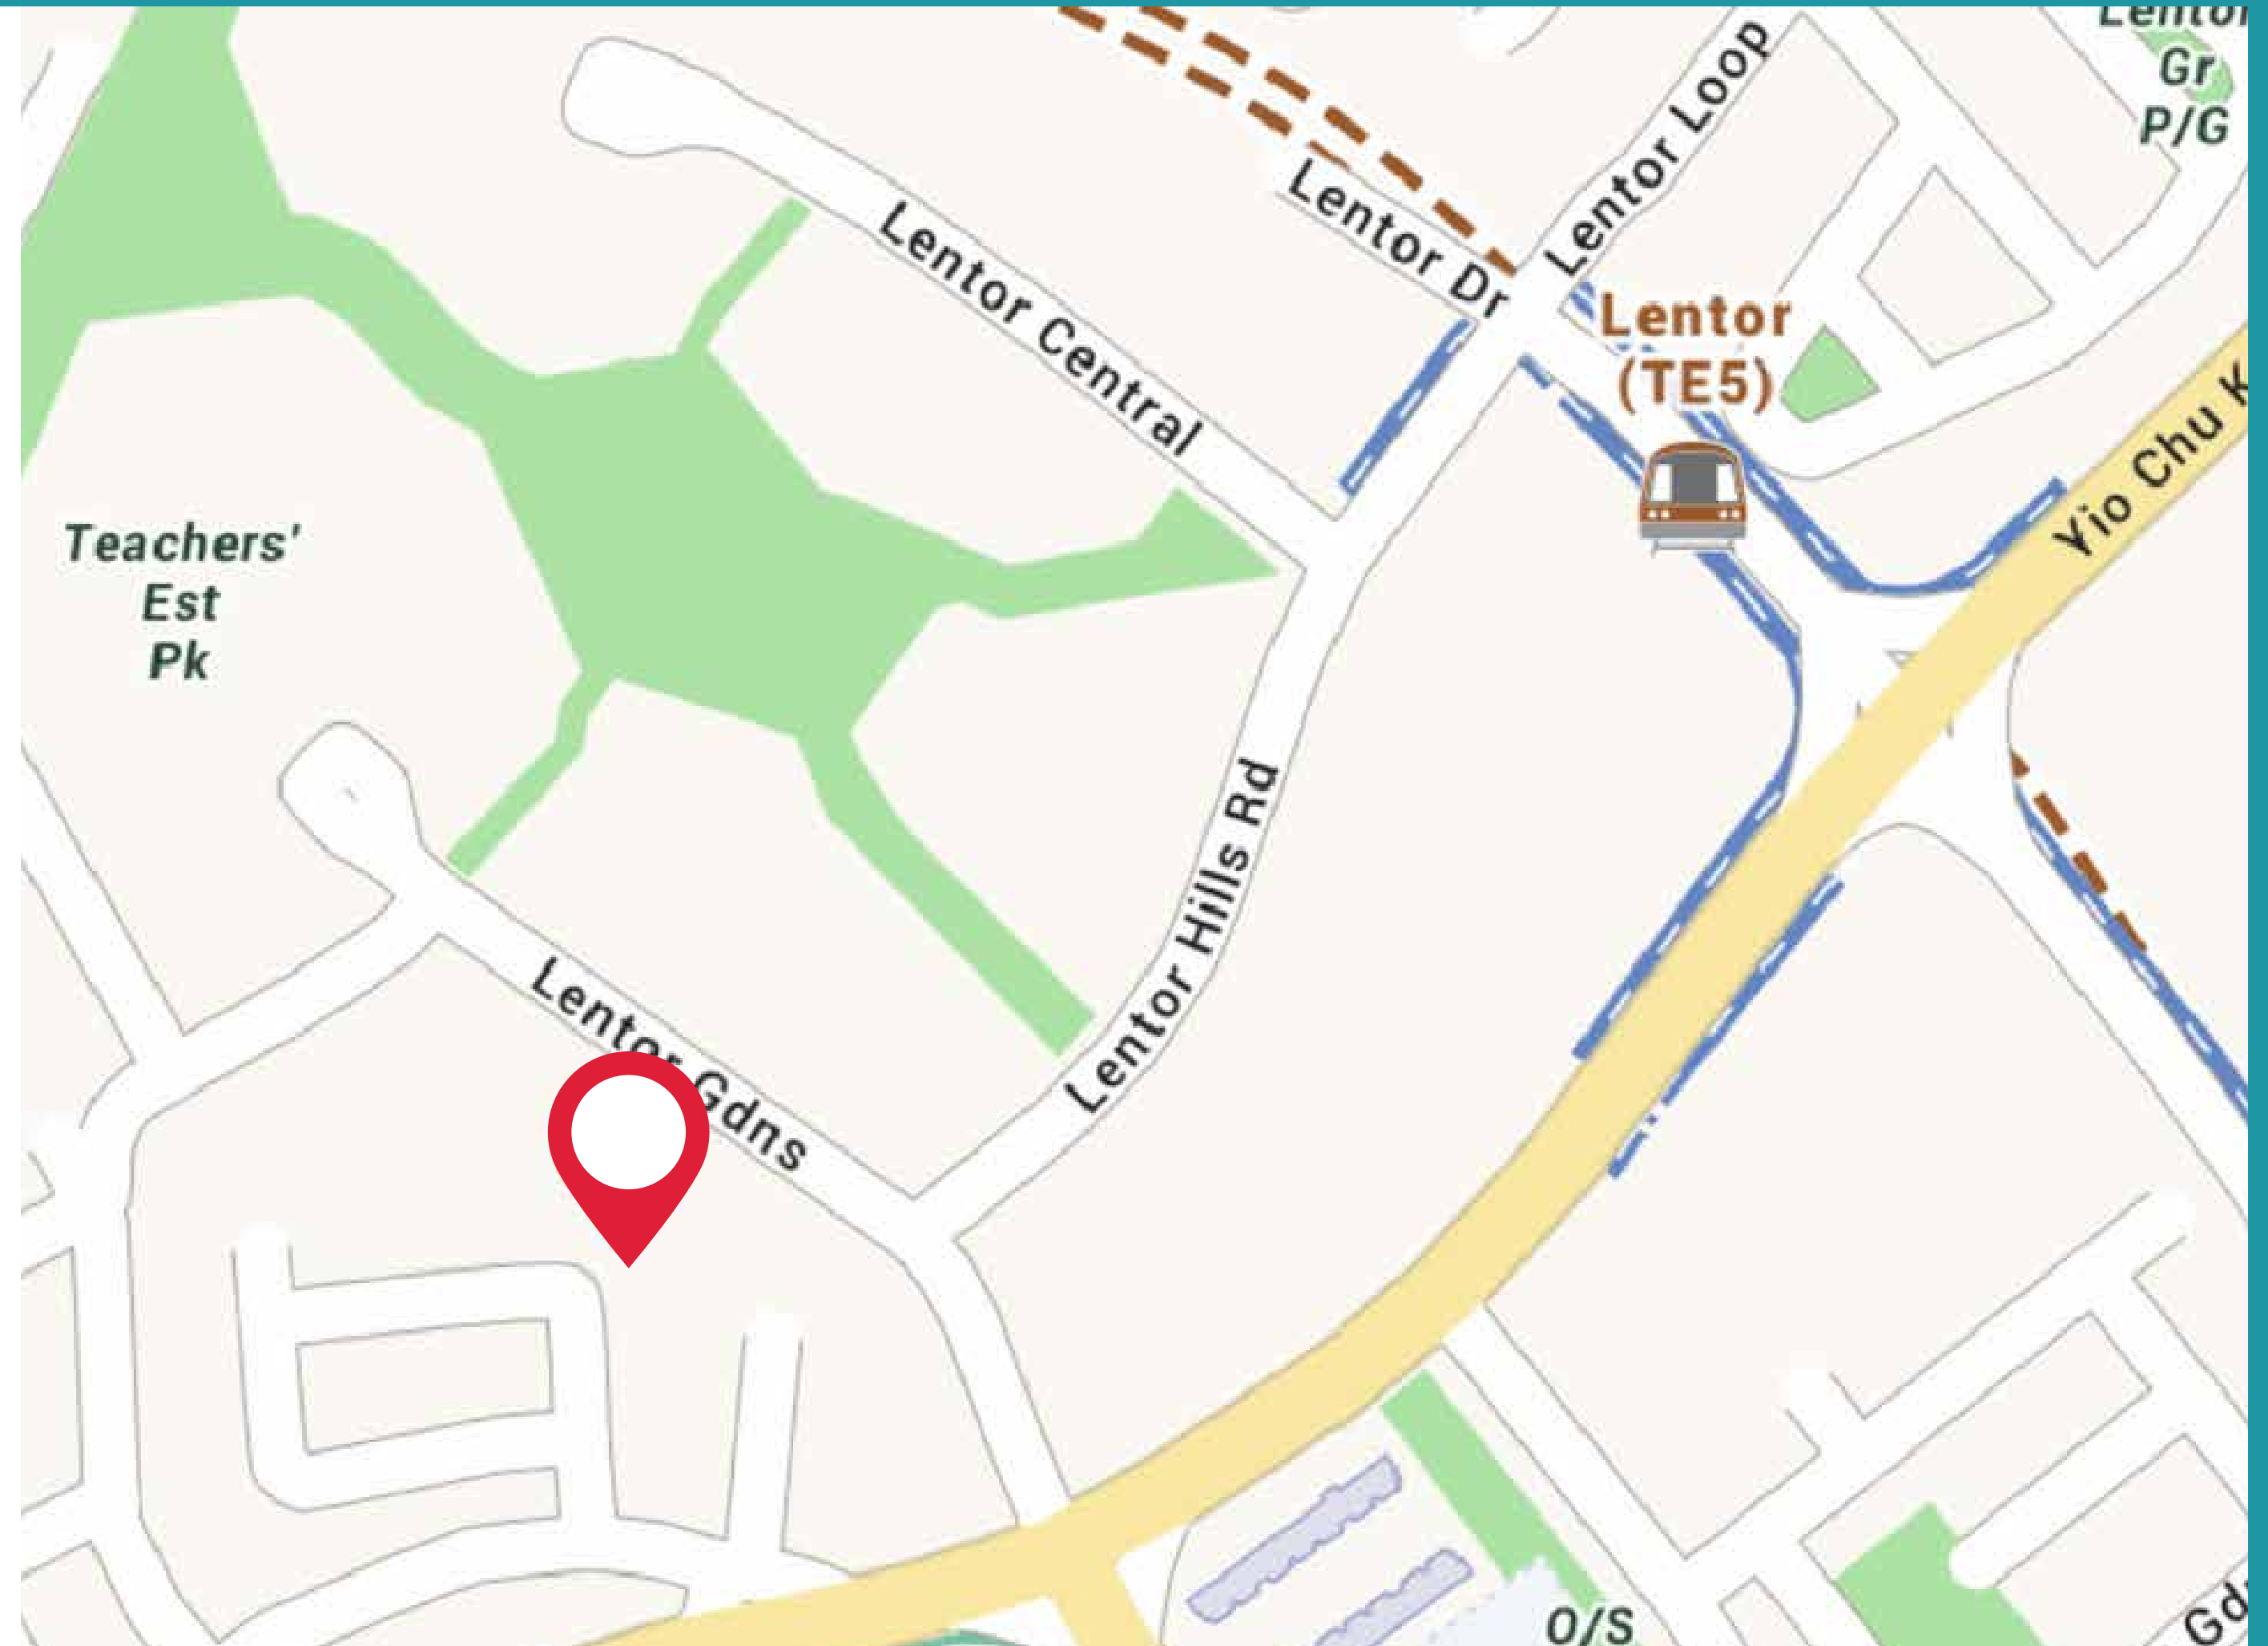 Lentor
Gr
P/G
Lentor Loop
Lentor Dr
Lentor Central
Lentor
(TE5)
Yio Chu K
Teachers'
Est
Pk
Lentor Hills Rd
Lentor Gdns
O/S